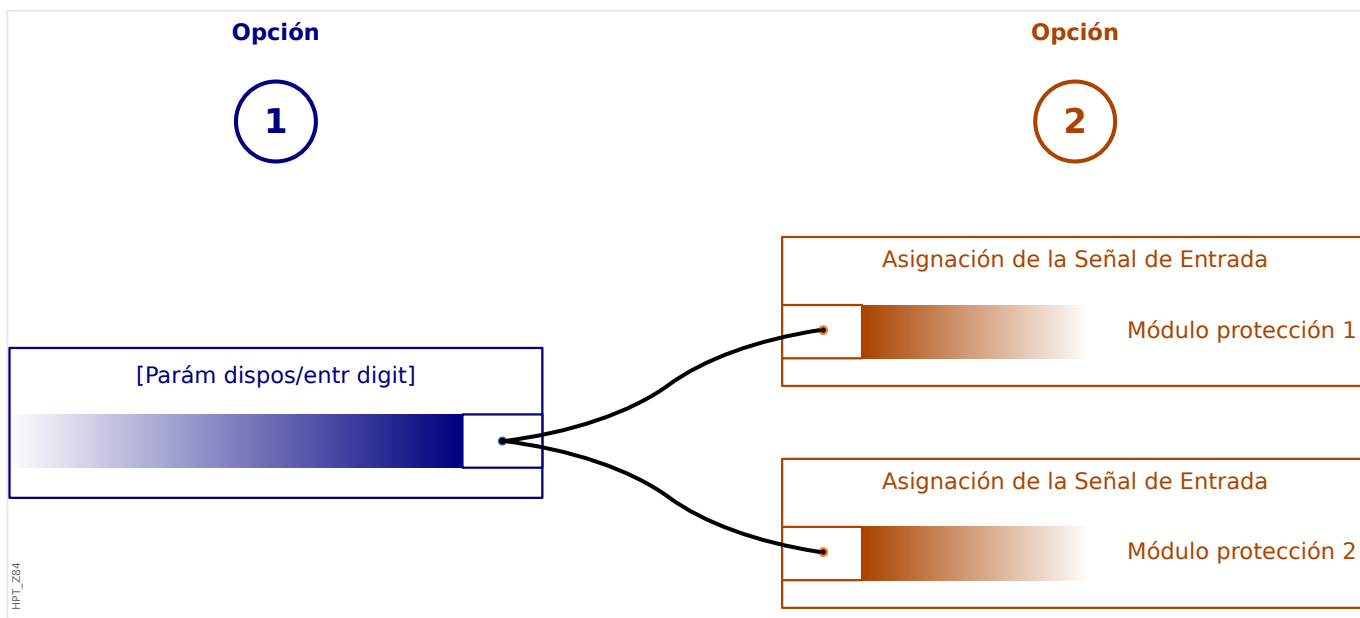 Opción
1
Opción
2
[Parám dispos/entr digit]
Asignación de la Señal de Entrada
Módulo protección 1
Asignación de la Señal de Entrada
Módulo protección 2
HPT_Z84